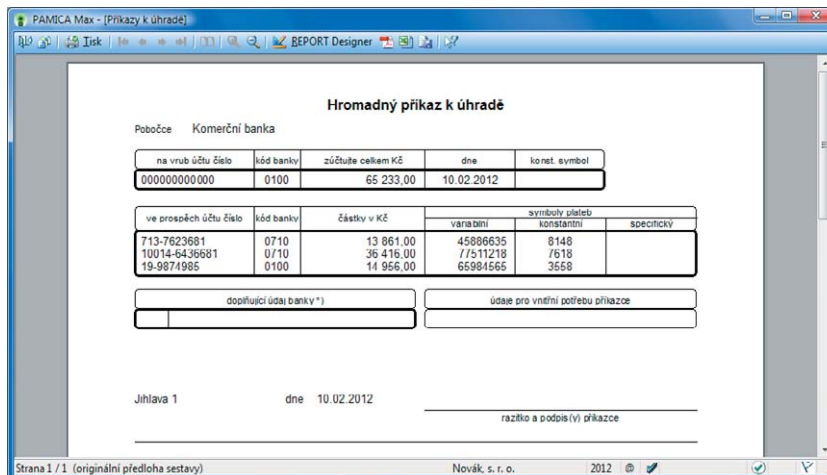 PAMICA Max - [Příkazy k úhradě]
Tisk REPORT Designer
Hromadný příkaz k úhradě
Pobočce Komerční banka
na vrub účtu číslo kód banky zúčtujte celkem Kč dne konst. symbol
000000000000 0100 65 233,00 10.02.2012
symboly plateb
ve prospěch účtu číslo kód banky částky v Kč variabilní konstantní specifický
713-7623681 0710 13 861,00 45886635 8148
10014-6436681 0710 36 416,00 77511218 7618
19-9874985 0100 14 956,00 65984565 3558
doplňující údaj banky *) údaje pro vnitřní potřebu příkazce
Jihlava 1 dne 10.02.2012
razítko a podpis(y) příkazce
Strana 1 / 1 (originální předloha sestavy) Novák, s. r. o. 2012 @